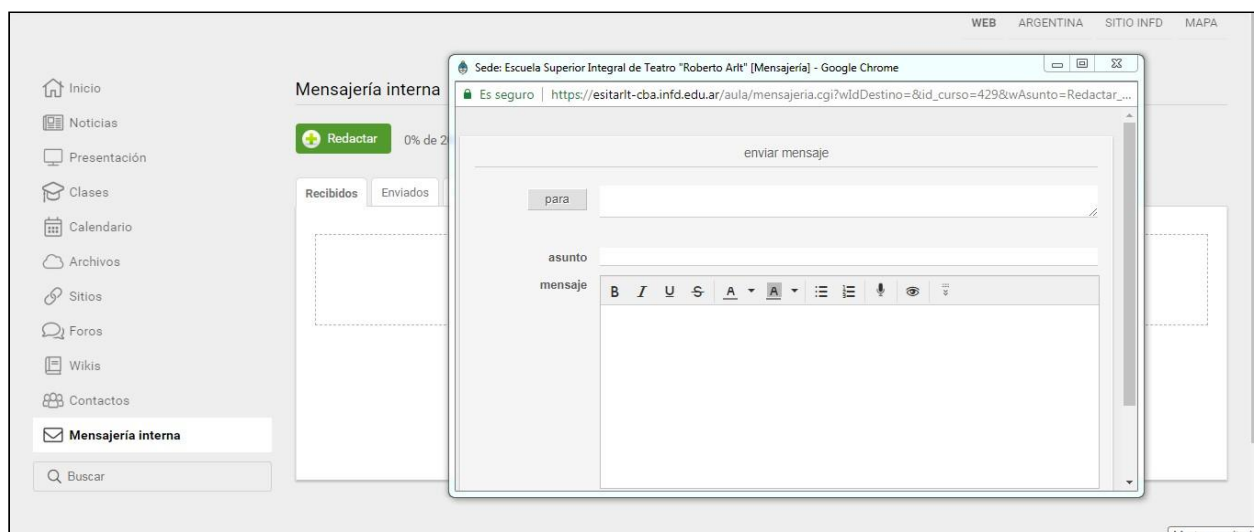 WEB ARGENTINA SITIO INFD MAPA
Inicio
Noticias
Presentación
Clases
Calendario
Archivos
Sitios
Foros
Wikis
Contactos
Mensajería interna
Buscar
Mensajería interna
Redactar 0% de
Recibidos Enviados
Sede: Escuela Superior Integral de Teatro "Roberto Arlt" [Mensajería] - Google Chrome
Es seguro | https://esitarlt-cba.infd.edu.ar/aula/mensajeria.cgi?wIdDestino=&id_curso=429&wAsunto=Redactar_...
enviar mensaje
para
asunto
mensaje
B I U S A A